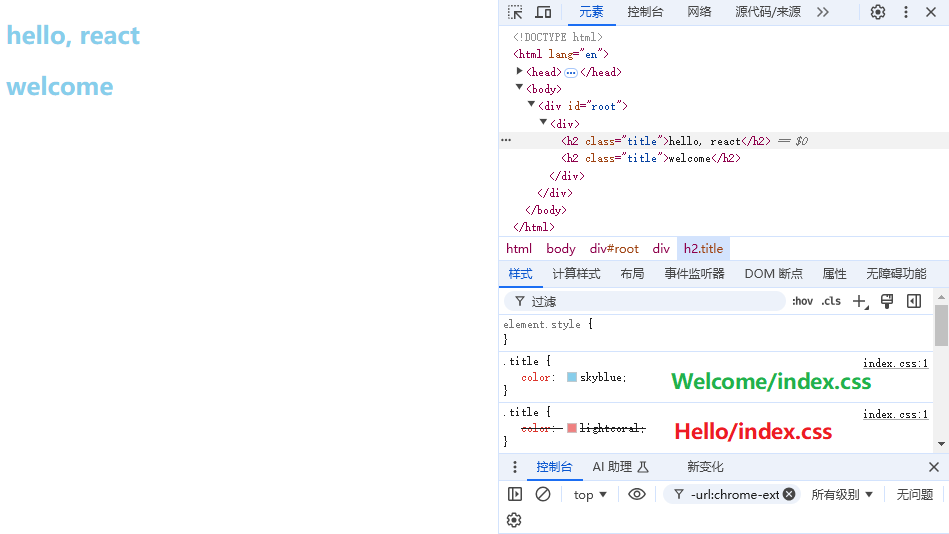 hello, react
welcome
元素 控制台 网络 源代码/来源
<!DOCTYPE html>
<html lang="en">
<head>…</head>
<body>
<div id="root">
<div>
<h2 class="title">hello, react</h2> == $0
<h2 class="title">welcome</h2>
</div>
</div>
</body>
</html>
html body div#root div h2.title
样式 计算样式 布局 事件监听器 DOM 断点 属性 无障碍功能
过滤 :hov .cls
element.style {
}
.title { index.css:1
color: skyblue;
Welcome/index.css
}
.title { index.css:1
color: lightcoral;
Hello/index.css
}
控制台 AI 助理 新变化
top -url:chrome-ext 所有级别 无问题